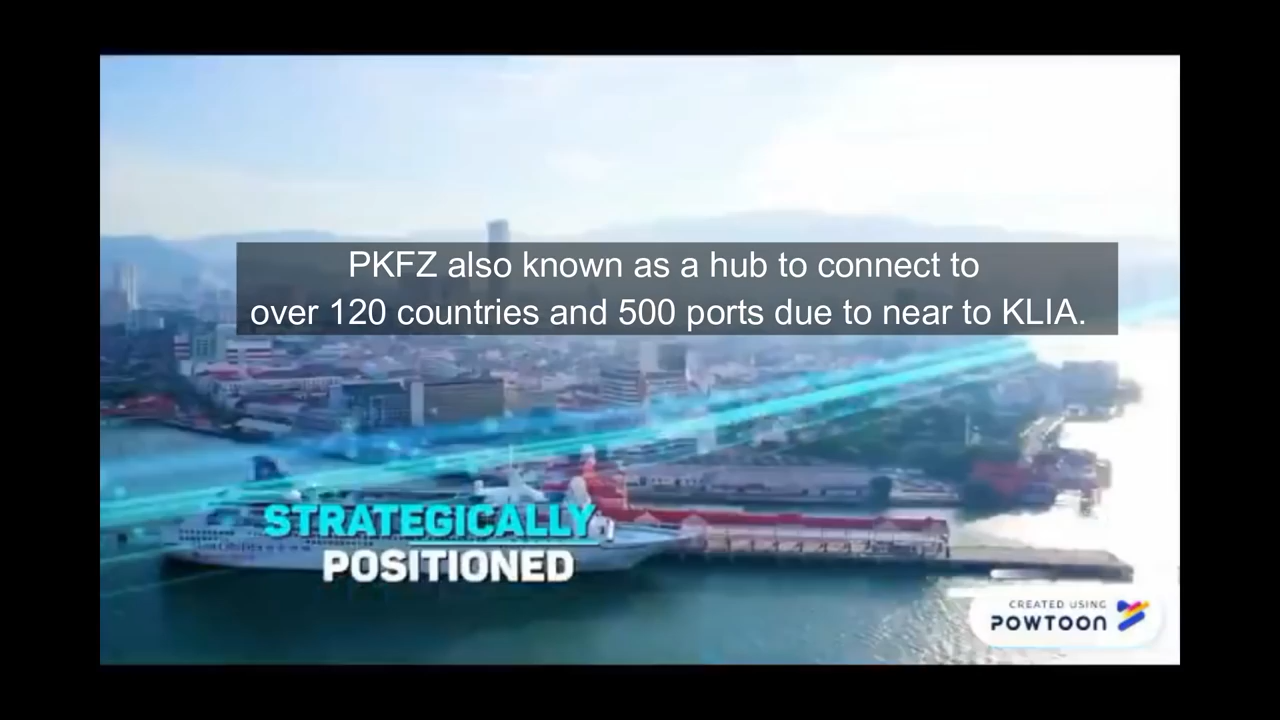 PKFZ also known as a hub to connect to
over 120 countries and 500 ports due to near to KLIA.
STRATEGICALLY
POSITIONED
CREATED USING
POWTOON